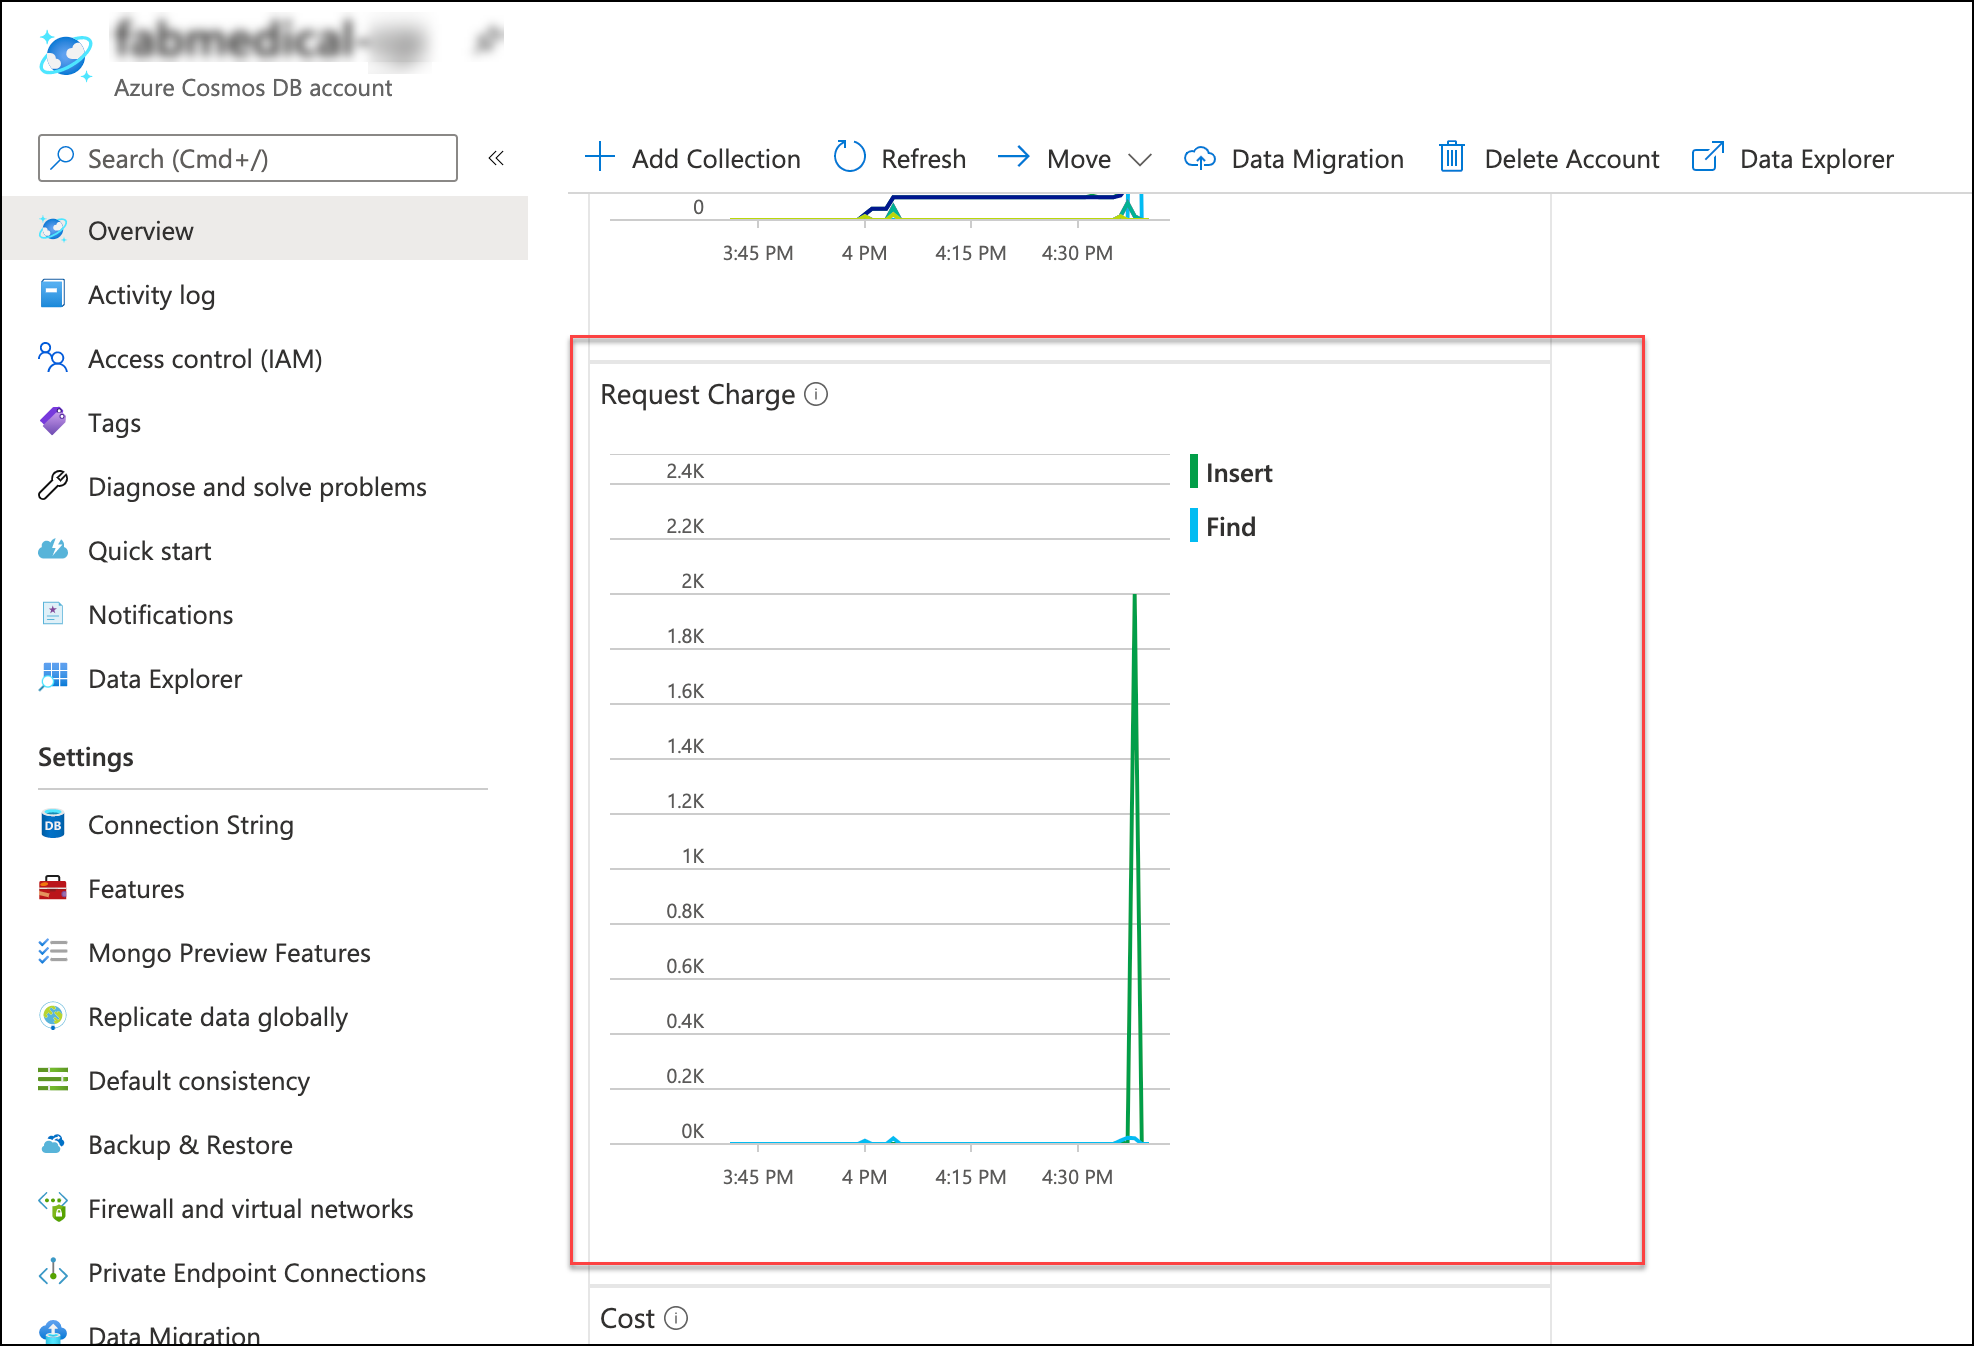 fabmedical-
Azure Cosmos DB account
Search (Cmd+/)
«
Add Collection
Refresh
Move
Data Migration
Delete Account
Data Explorer
Overview
Activity log
Access control (IAM)
Tags
Diagnose and solve problems
Quick start
Notifications
Data Explorer
Settings
DB
Connection String
Features
Mongo Preview Features
Replicate data globally
Default consistency
Backup & Restore
Firewall and virtual networks
Private Endpoint Connections
Data Migration
0
3:45 PM 4 PM 4:15 PM 4:30 PM
Request Charge
2.4K
2.2K
2K
1.8K
1.6K
1.4K
1.2K
1K
0.8K
0.6K
0.4K
0.2K
0K
3:45 PM 4 PM 4:15 PM 4:30 PM
Insert
Find
Cost